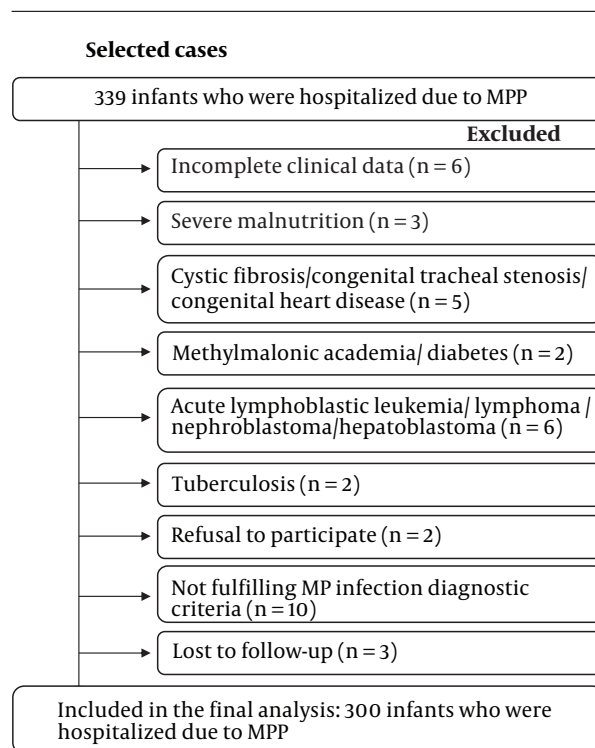 Selected cases
339 infants who were hospitalized due to MPP
Excluded
Incomplete clinical data (n = 6)
Severe malnutrition (n = 3)
Cystic fibrosis/congenital tracheal stenosis/
congenital heart disease (n = 5)
Methylmalonic academia/ diabetes (n = 2)
Acute lymphoblastic leukemia/ lymphoma /
nephroblastoma/hepatoblastoma (n = 6)
Tuberculosis (n = 2)
Refusal to participate (n = 2)
Not fulfilling MP infection diagnostic
criteria (n = 10)
Lost to follow-up (n = 3)
Included in the final analysis: 300 infants who were
hospitalized due to MPP